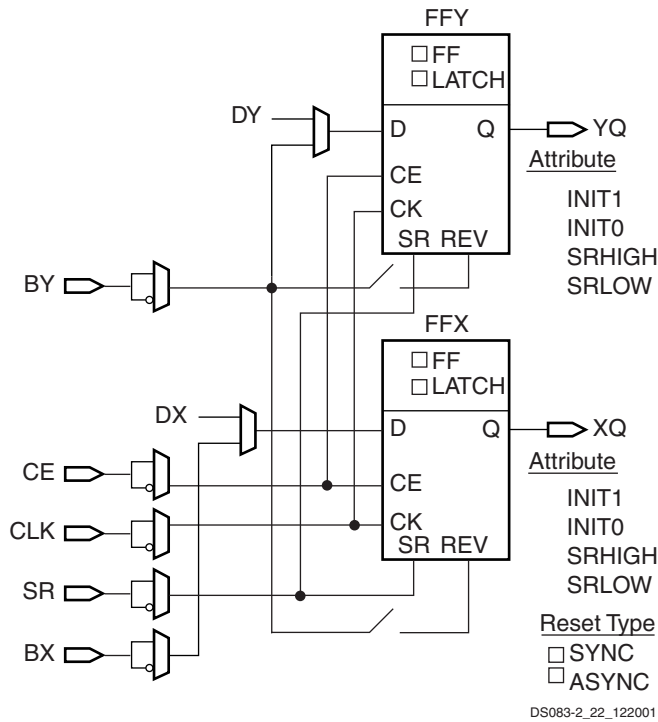 FFY
FF
LATCH
DY
D
Q
YQ
Attribute
CE
CK
INIT1
INIT0
SRHIGH
SRLOW
SR REV
BY
FFX
FF
LATCH
DX
D
Q
XQ
Attribute
CE
CE
INIT1
INIT0
SRHIGH
SRLOW
CLK
CK
SR REV
SR
Reset Type
SYNC
ASYNC
BX
DS083-2_22_122001